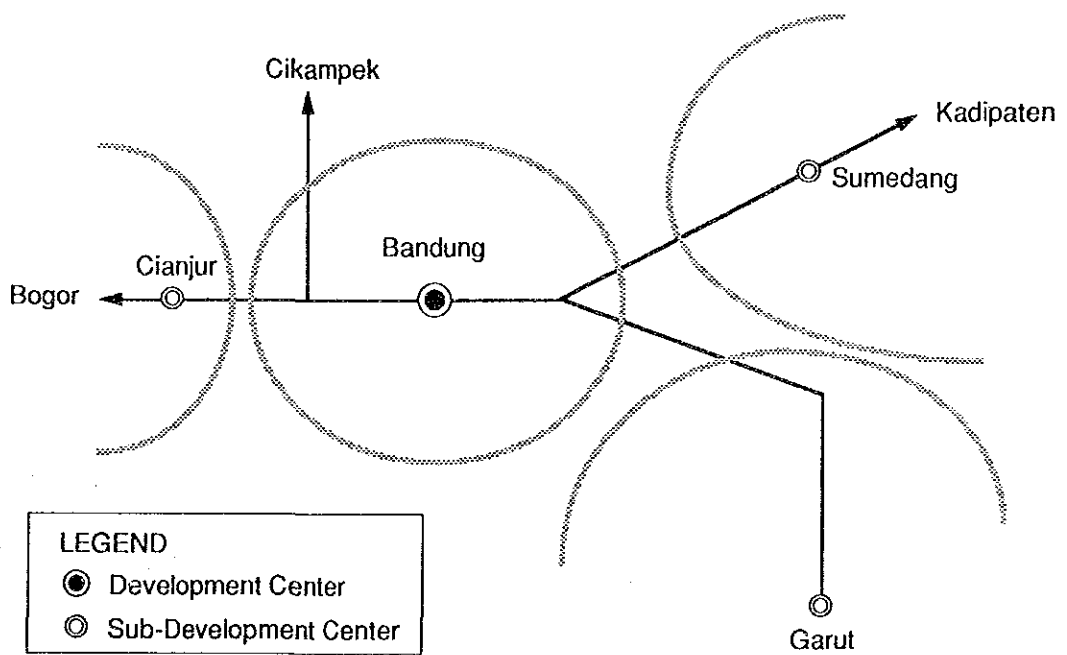 Cikampek
Kadipaten
Sumedang
Bandung
Cianjur
Bogor
LEGEND
Development Center
Sub-Development Center
Garut